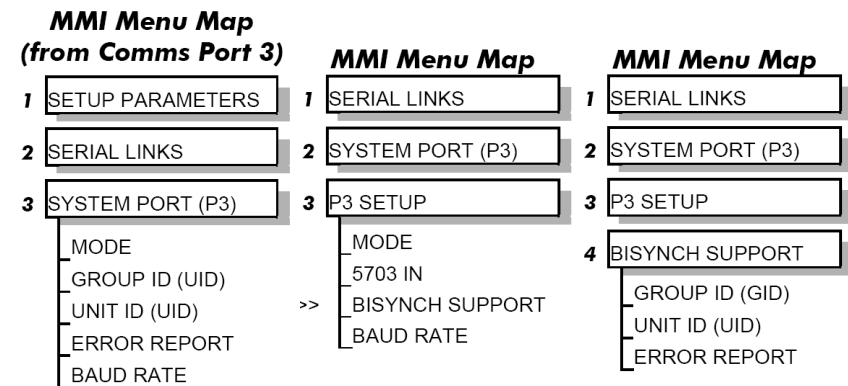 MMI Menu Map
(from Comms Port 3)
1 SETUP PARAMETERS
2 SERIAL LINKS
3 SYSTEM PORT (P3)
MODE
GROUP ID (UID)
UNIT ID (UID)
ERROR REPORT
BAUD RATE
MMI Menu Map
1 SERIAL LINKS
2 SYSTEM PORT (P3)
3 P3 SETUP
MODE
5703 IN
>> BISYNCH SUPPORT
BAUD RATE
MMI Menu Map
1 SERIAL LINKS
2 SYSTEM PORT (P3)
3 P3 SETUP
4 BISYNCH SUPPORT
GROUP ID (GID)
UNIT ID (UID)
ERROR REPORT